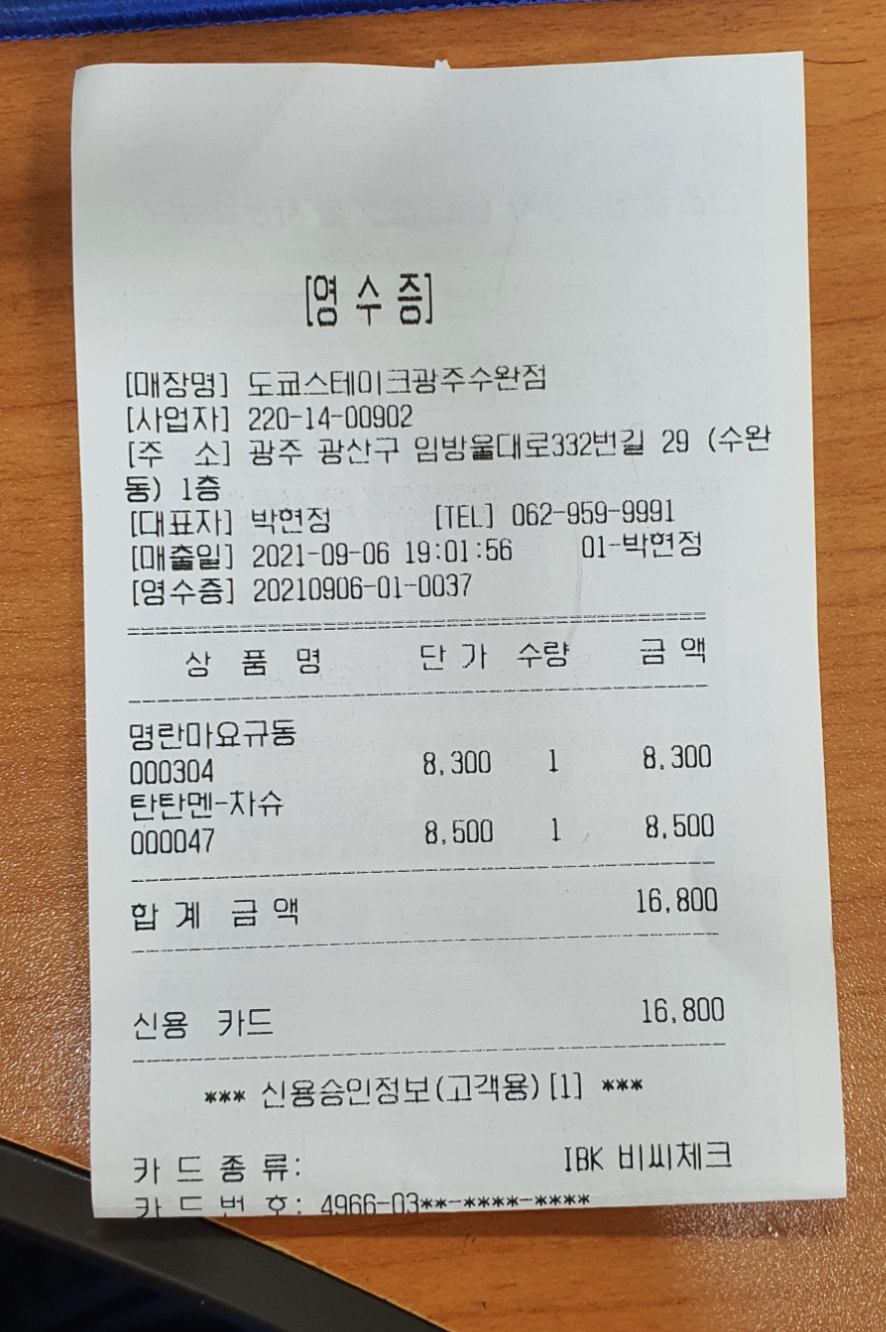 [영 수 증]
[매장명] 도쿄스테이크광주수완점
[사업자] 220-14-00902
[주 소] 광주 광산구 임방울대로332번길 29 (수완
동) 1층
[대표자] 박현정 [TEL] 062-959-9991
[매출일] 2021-09-06 19:01:56 01-박현정
[영수증] 20210906-01-0037
상 품 명 단 가 수량 금 액
명란마요규동
000304 8,300 1 8,300
탄탄멘-차슈
000047 8,500 1 8,500
합 계 금 액 16,800
신용 카드 16,800
*** 신용승인정보(고객용)[1] ***
카 드 종 류: IBK 비씨체크
카 드 번 호: 4966-03**-****-****